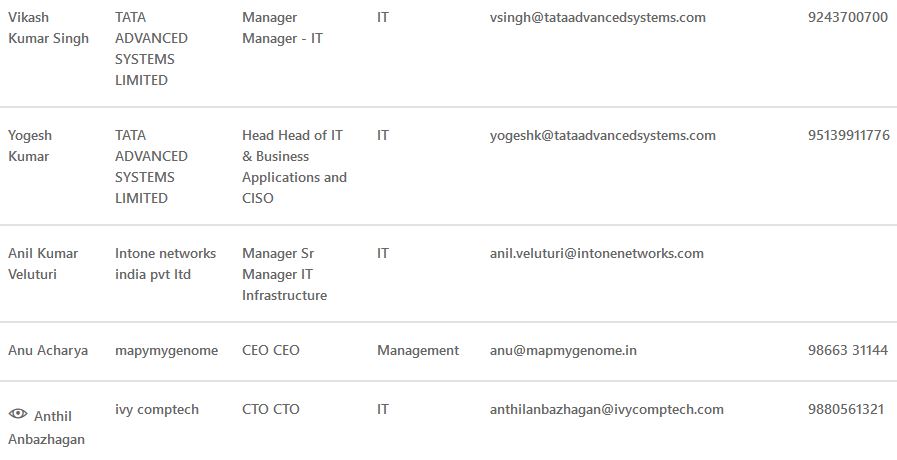 Vikash Kumar Singh TATA ADVANCED SYSTEMS LIMITED Manager Manager - IT IT vsingh@tataadvancedsystems.com 9243700700
Yogesh Kumar TATA ADVANCED SYSTEMS LIMITED Head Head of IT & Business Applications and CISO IT yogeshk@tataadvancedsystems.com 95139911776
Anil Kumar Veluturi Intone networks india pvt ltd Manager Sr Manager IT Infrastructure IT anil.veluturi@intonenetworks.com
Anu Acharya mapymygenome CEO CEO Management anu@mapmygenome.in 98663 31144
Anthil Anbazhagan ivy comptech CTO CTO IT anthilanbazhagan@ivycomptech.com 9880561321